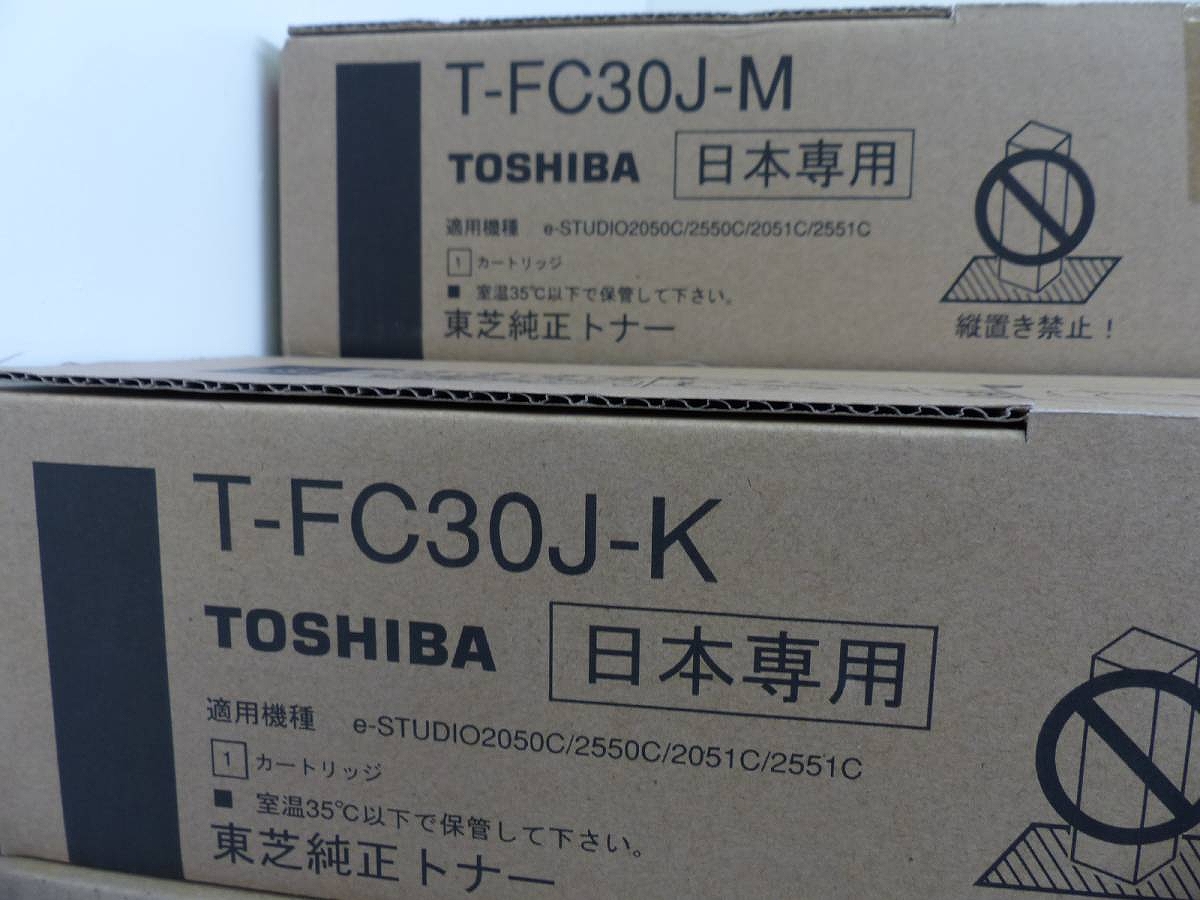 T-FC30J-M
TOSHIBA 日本専用
適用機種 e-STUDIO2050C/2550C/2051C/2551C
1 カートリッジ
■ 室温35℃以下で保管して下さい。
東芝純正トナー
縦置き禁止！
T-FC30J-K
TOSHIBA 日本専用
適用機種 e-STUDIO2050C/2550C/2051C/2551C
1 カートリッジ
■ 室温35℃以下で保管して下さい。
東芝純正トナー